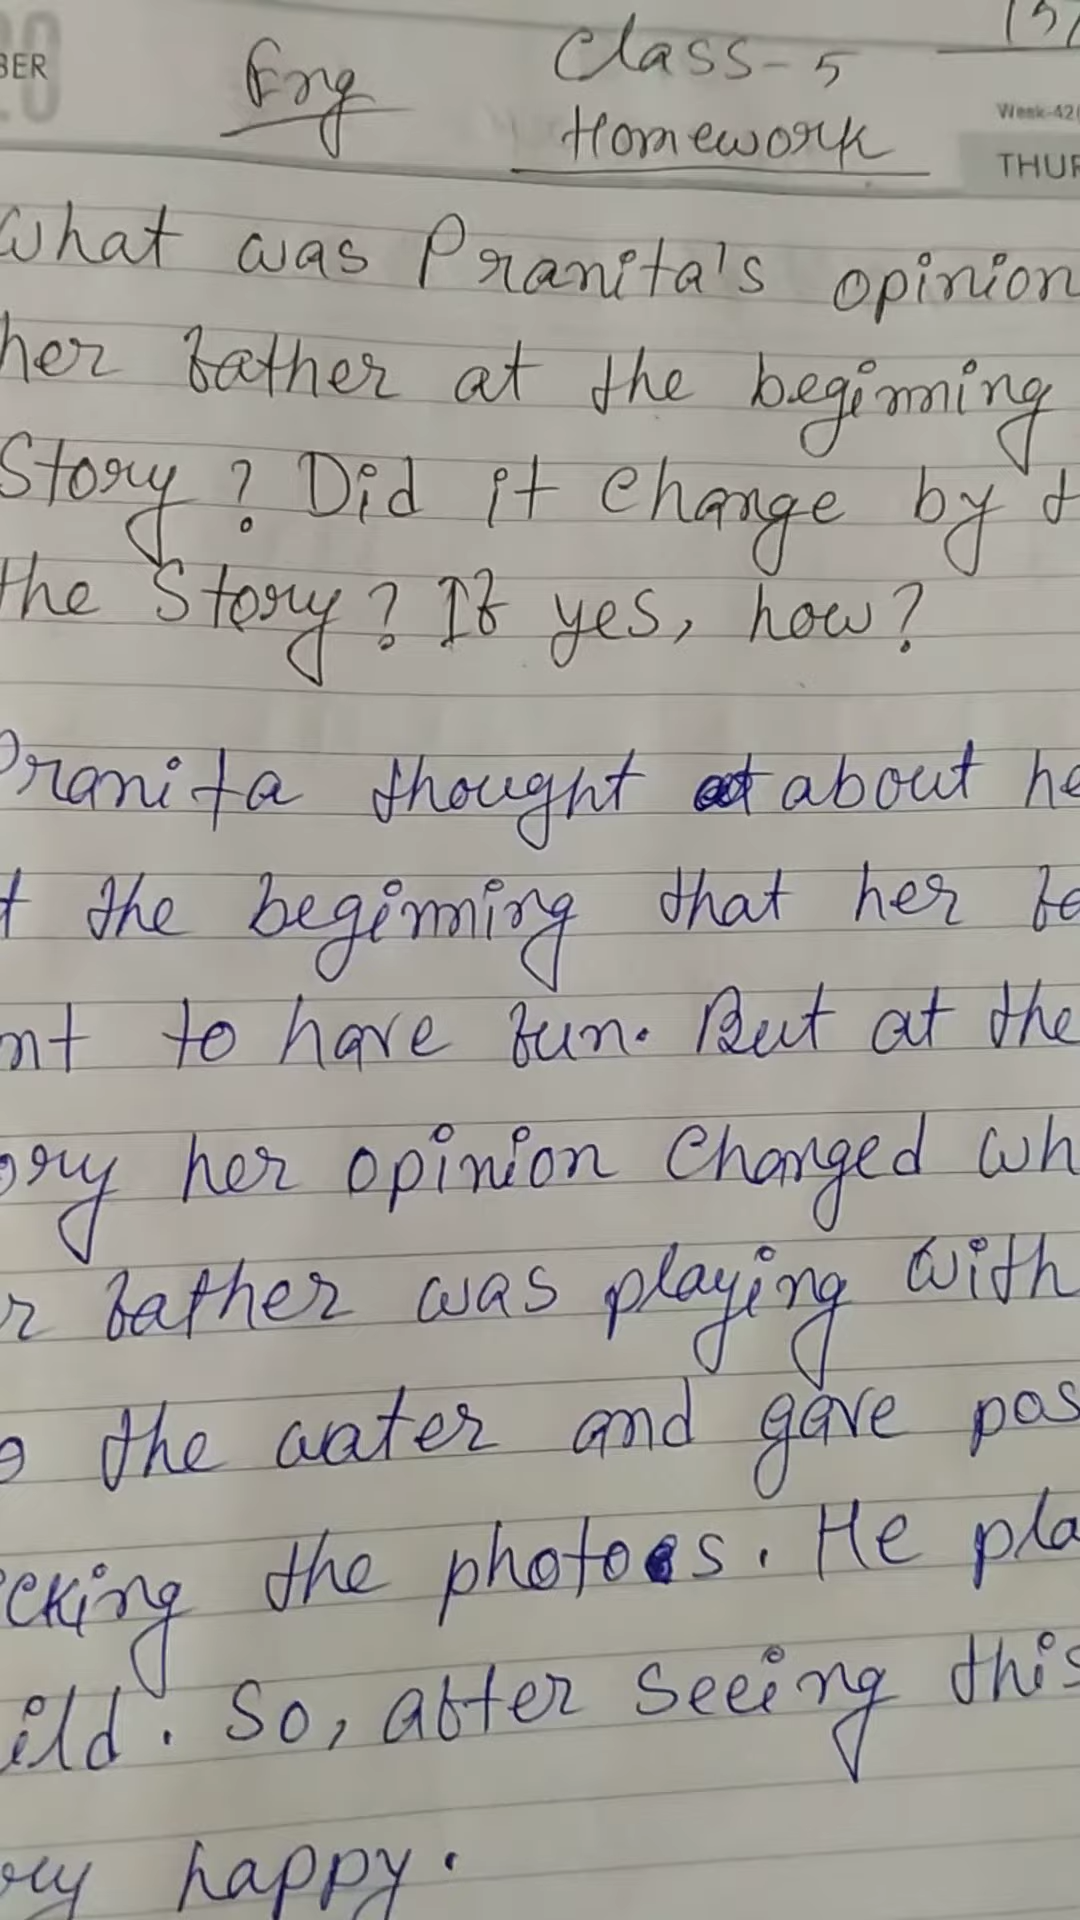 BER
Eng
Class-5
Homework
Week-42
THUR
What was Pranita's opinion
her father at the beginning
Story? Did it change by
the Story? If yes, how?
Pranita thought about
t the beginning that her
nt to have fun. But at the
ory her opinion changed wh
r father was playing with
the water and gave pos
cking the photos. He pla
ild. So, after seeing this
ery happy.